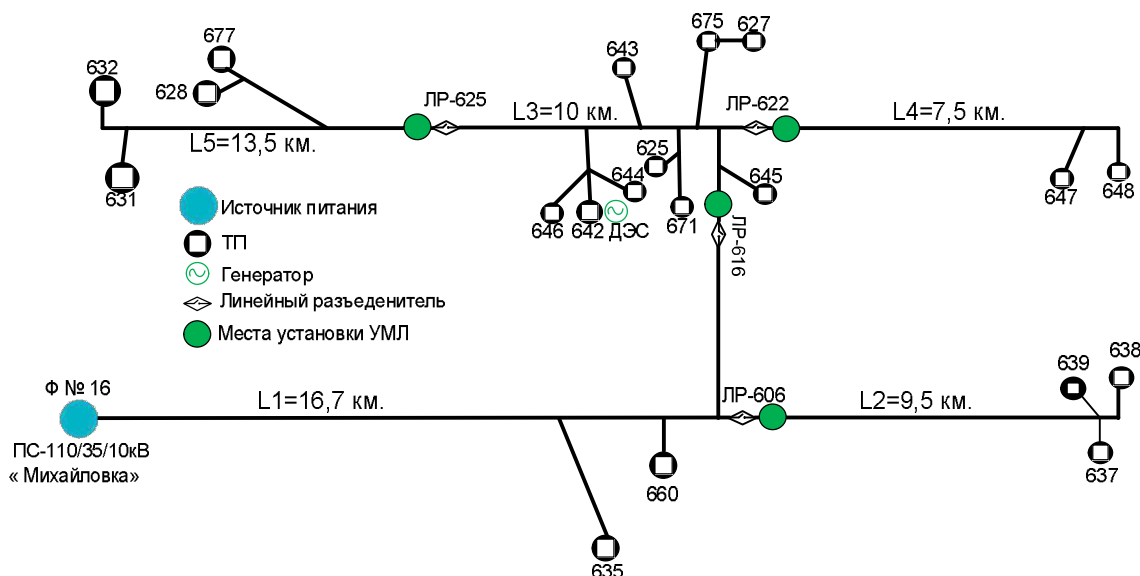 677
632
628
631
L5=13,5 км.
ЛР-625
L3=10 км.
643
675
627
ЛР-622
L4=7,5 км.
625
644
645
646
642
ДЭС
671
647
648
ЛР-616
Источник питания
ТП
Генератор
Линейный разъеденитель
Места установки УМЛ
Ф № 16
L1=16,7 км.
ЛР-606
L2=9,5 км.
639
638
637
ПС-110/35/10кВ
« Михайловка»
660
635